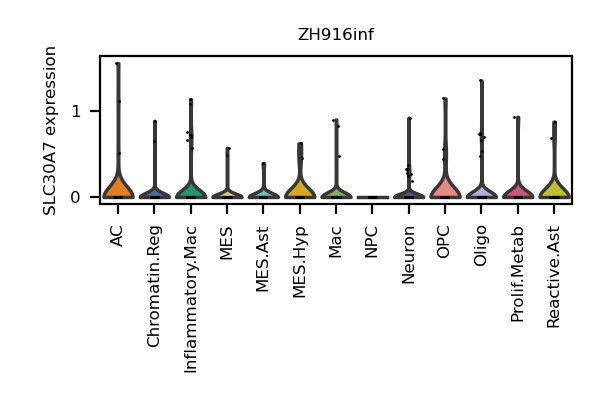 ZH916inf
SLC30A7 expression
1
0
AC
Chromatin.Reg
Inflammatory.Mac
MES
MES.Ast
MES.Hyp
Mac
NPC
Neuron
OPC
Oligo
Prolif.Metab
Reactive.Ast